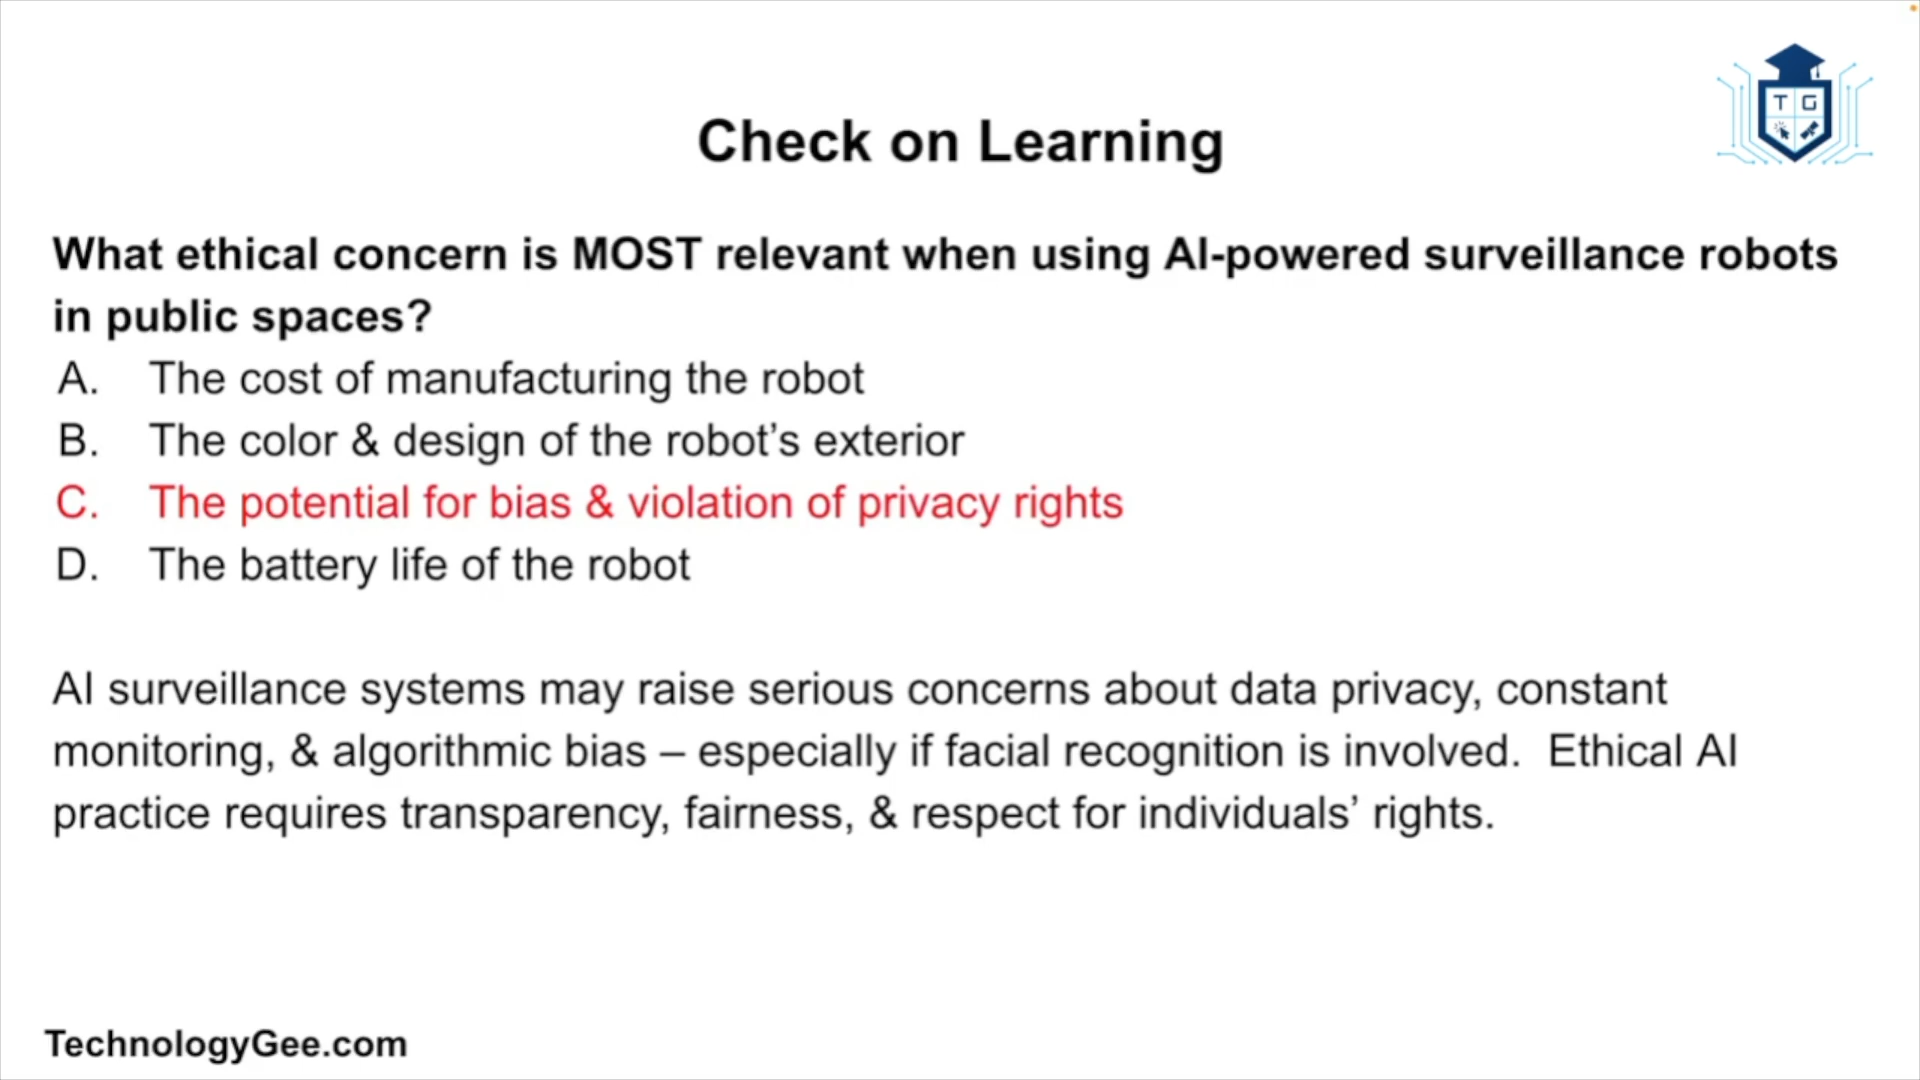 T G
Check on Learning
What ethical concern is MOST relevant when using AI-powered surveillance robots
in public spaces?
A. The cost of manufacturing the robot
B. The color & design of the robot’s exterior
C. The potential for bias & violation of privacy rights
D. The battery life of the robot
AI surveillance systems may raise serious concerns about data privacy, constant
monitoring, & algorithmic bias – especially if facial recognition is involved.  Ethical AI
practice requires transparency, fairness, & respect for individuals’ rights.
TechnologyGee.com